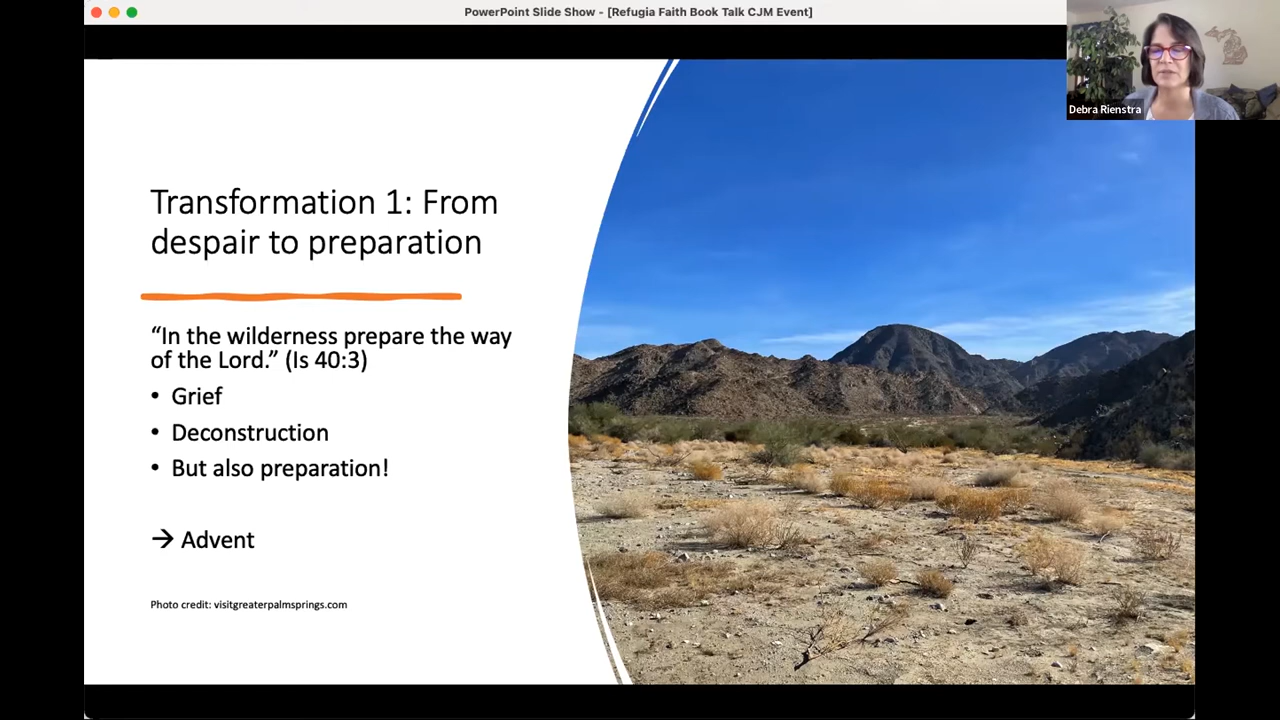 PowerPoint Slide Show - [Refugia Faith Book Talk CJM Event]
Debra Rienstra
Transformation 1: From
despair to preparation
“In the wilderness prepare the way
of the Lord.” (Is 40:3)
• Grief
• Deconstruction
• But also preparation!
→ Advent
Photo credit: visitgreaterpalmsprings.com